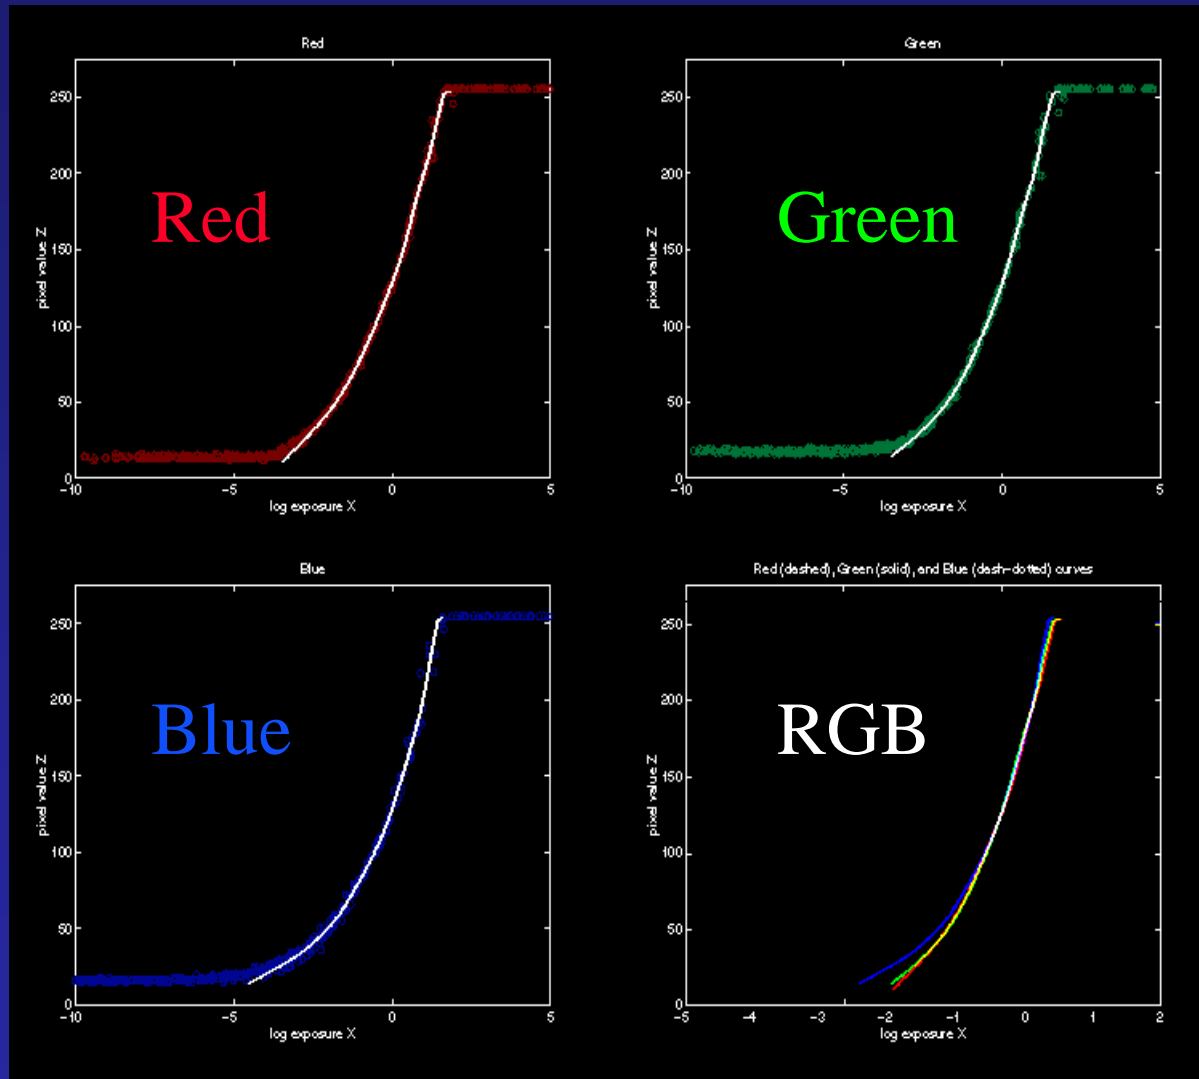 Red
250
200
150
100
50
0
pixel value Z
Red
-10
-5
0
5
log exposure X
Green
250
200
150
100
50
0
pixel value Z
Green
-10
-5
0
5
log exposure X
Blue
250
200
150
100
50
0
pixel value Z
Blue
-10
-5
0
5
log exposure X
Red (dashed), Green (solid), and Blue (dash-dotted) curves
250
200
150
100
50
0
pixel value Z
RGB
-5
-4
-3
-2
-1
0
1
2
log exposure X